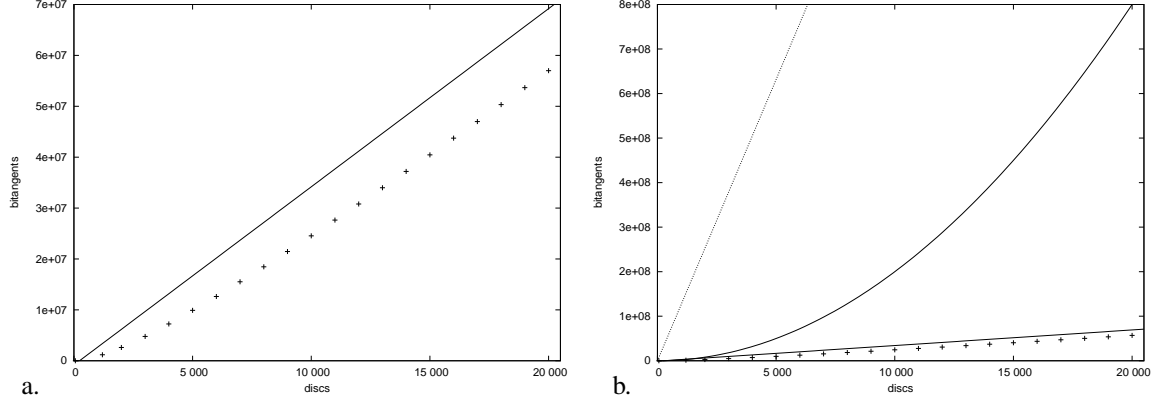 7e+07
6e+07
5e+07
4e+07
3e+07
2e+07
1e+07
0
bitangents
0
5 000
10 000
15 000
20 000
discs
a.
8e+08
7e+08
6e+08
5e+08
4e+08
3e+08
2e+08
1e+08
0
bitangents
0
5 000
10 000
15 000
20 000
discs
b.